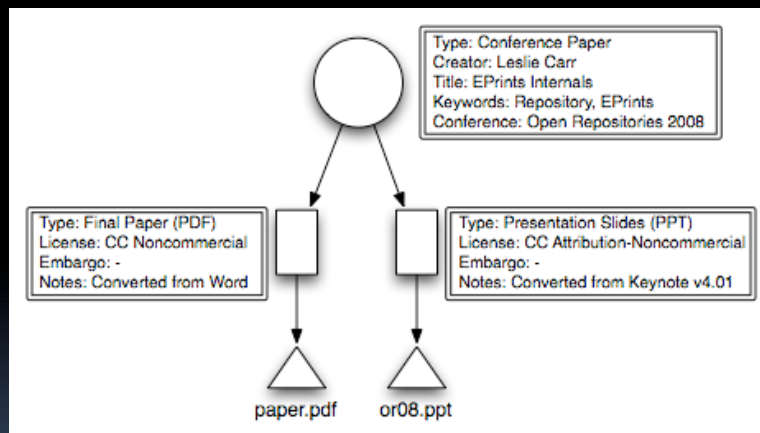 Type: Conference Paper
Creator: Leslie Carr
Title: EPrints Internals
Keywords: Repository, EPrints
Conference: Open Repositories 2008
Type: Final Paper (PDF)
License: CC Noncommercial
Embargo: -
Notes: Converted from Word
Type: Presentation Slides (PPT)
License: CC Attribution-Noncommercial
Embargo: -
Notes: Converted from Keynote v4.01
paper.pdf
or08.ppt